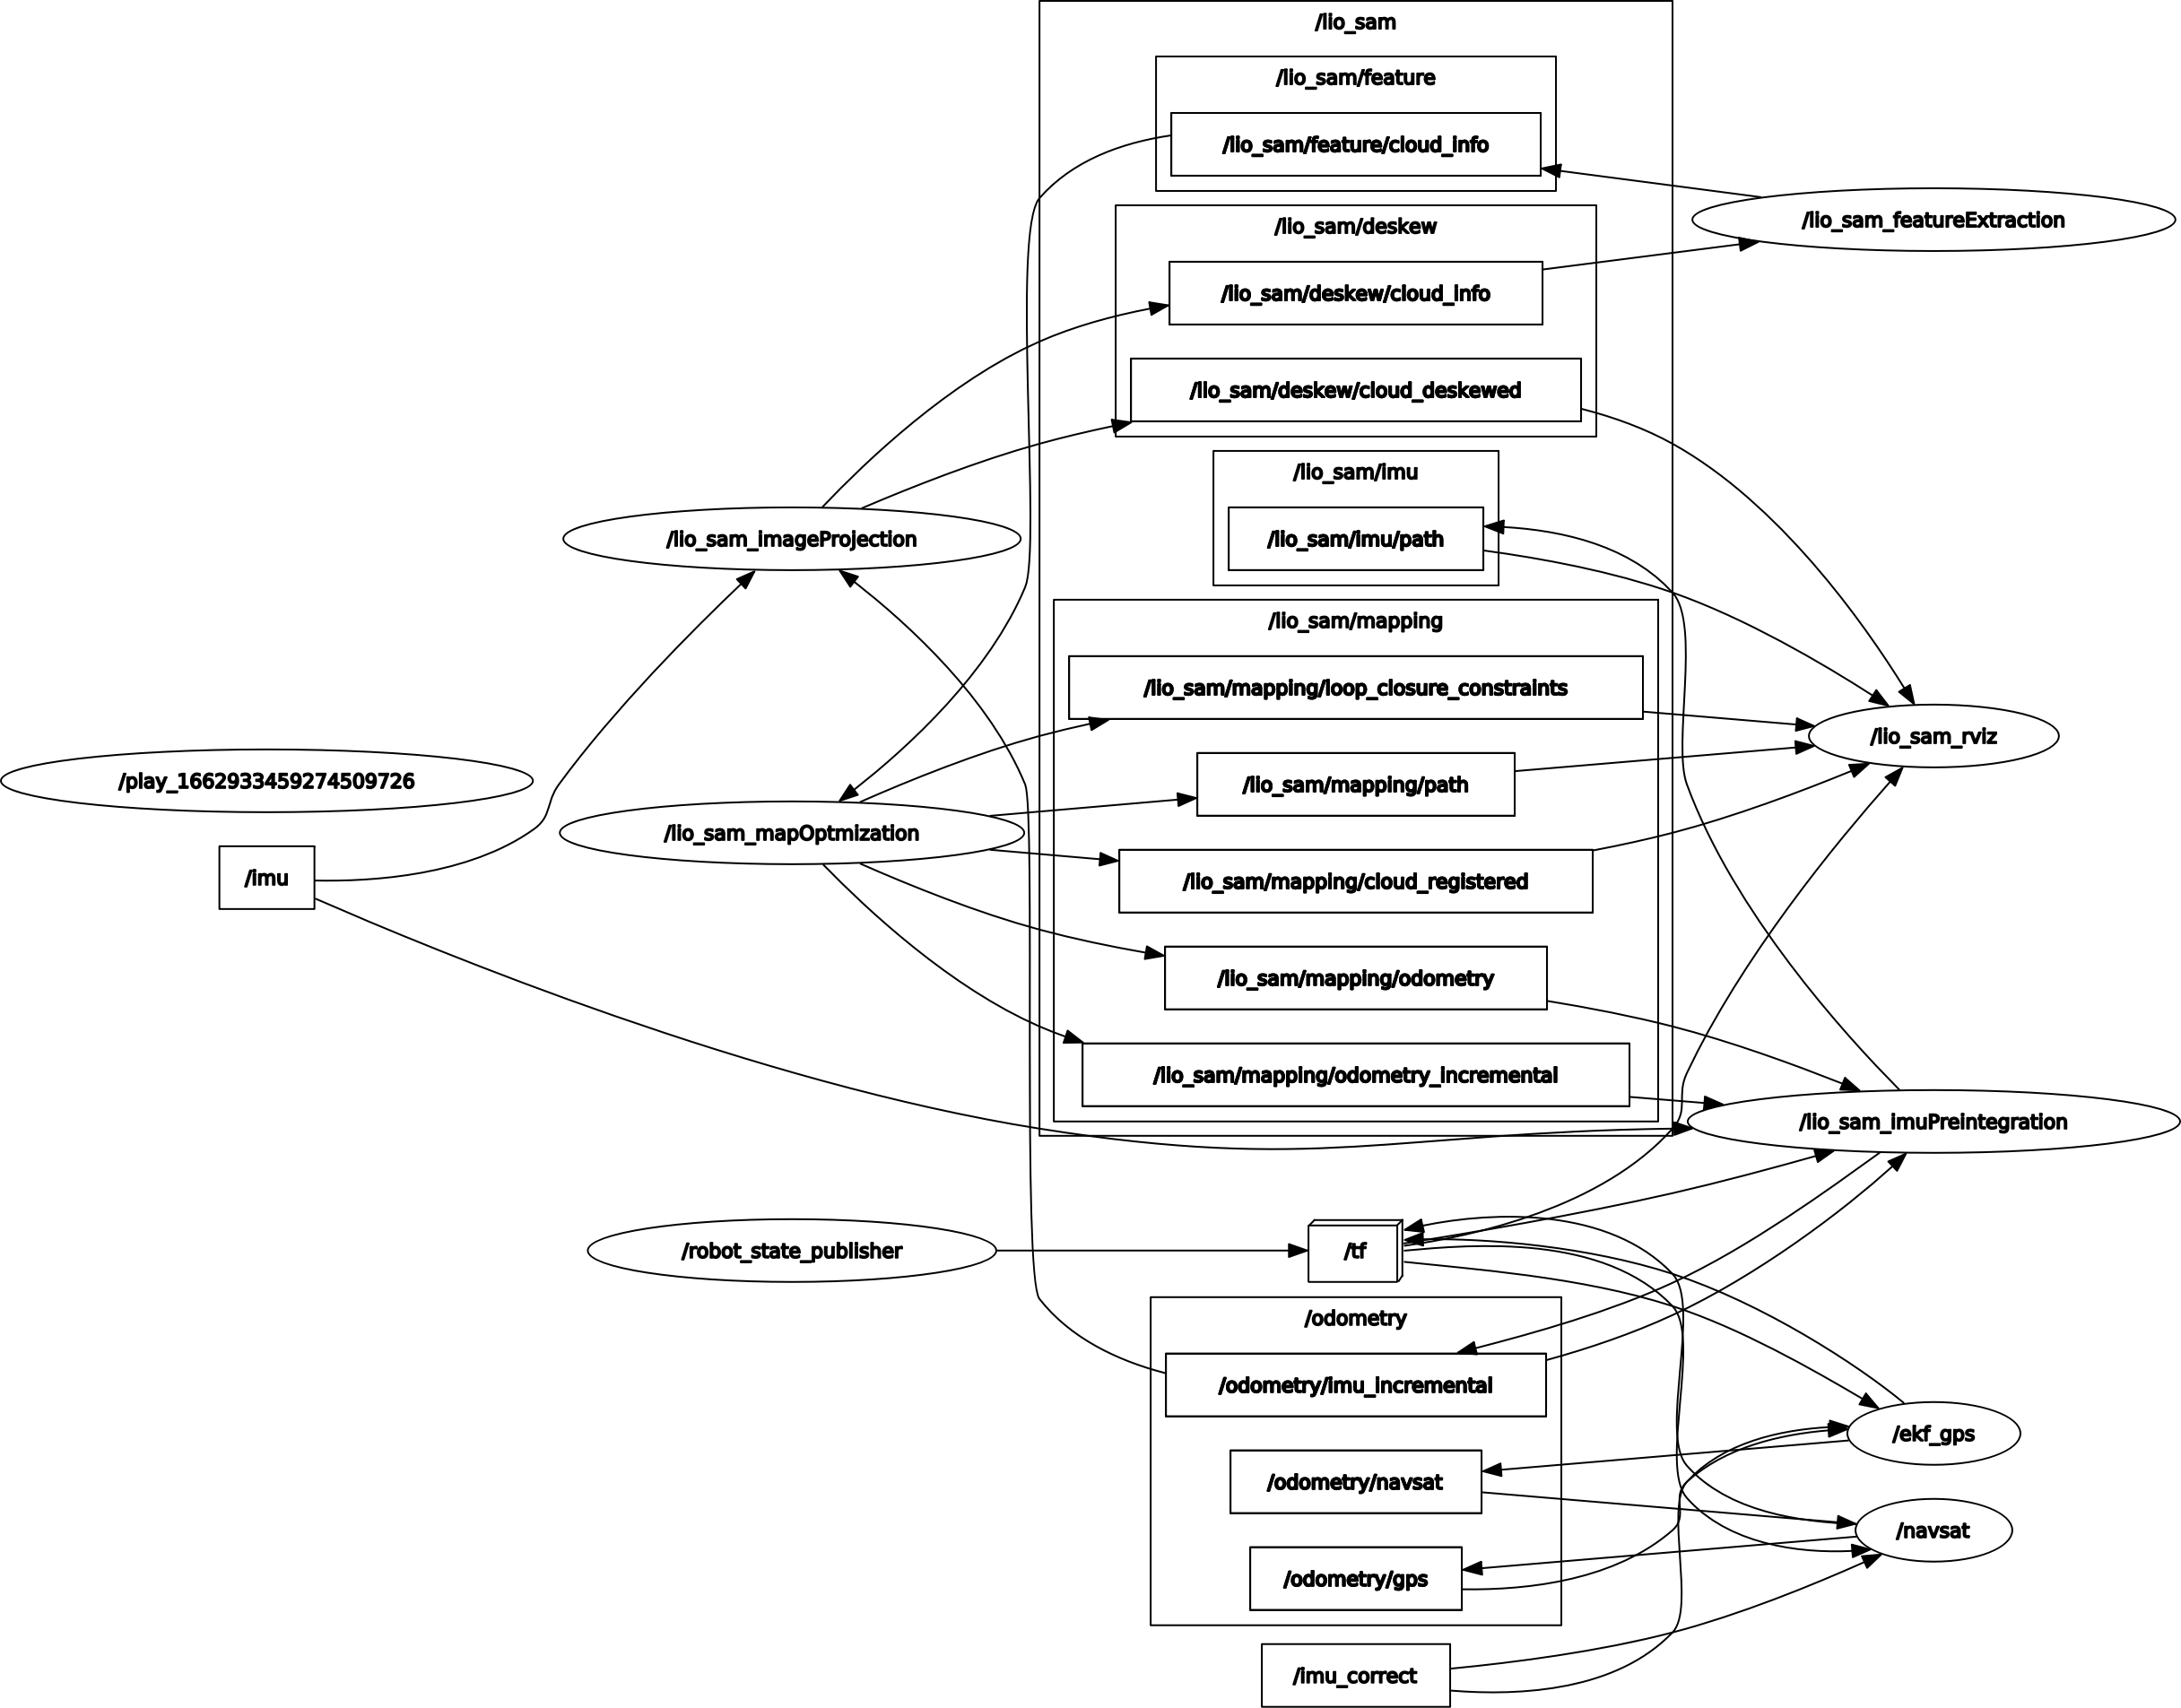 /lio_sam
/lio_sam/feature
/lio_sam/feature/cloud_info
/lio_sam_featureExtraction
/lio_sam/deskew
/lio_sam/deskew/cloud_info
/lio_sam/deskew/cloud_deskewed
/lio_sam/imu
/lio_sam/imu/path
/lio_sam_imageProjection
/lio_sam/mapping
/lio_sam/mapping/loop_closure_constraints
/lio_sam_rviz
/lio_sam/mapping/path
/play_1662933459274509726
/lio_sam_mapOptmization
/imu
/lio_sam/mapping/cloud_registered
/lio_sam/mapping/odometry
/lio_sam/mapping/odometry_incremental
/lio_sam_imuPreintegration
/robot_state_publisher
/tf
/odometry
/odometry/imu_incremental
/ekf_gps
/odometry/navsat
/navsat
/odometry/gps
/imu_correct